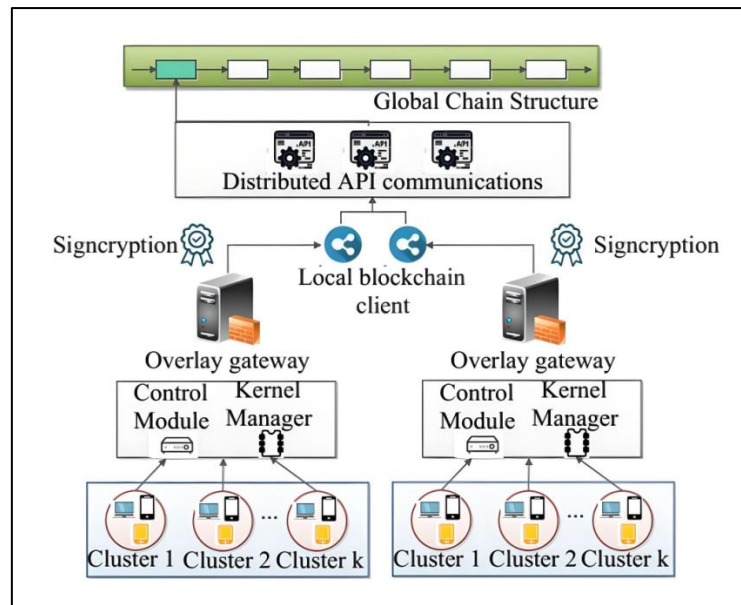 Global Chain Structure
.API
.API
.API
Distributed API communications
Signcryption
Signcryption
Local blockchain
client
Overlay gateway
Overlay gateway
Control
Module
Kernel
Manager
Control
Module
Kernel
Manager
...
...
Cluster 1
Cluster 2
Cluster k
Cluster 1
Cluster 2
Cluster k